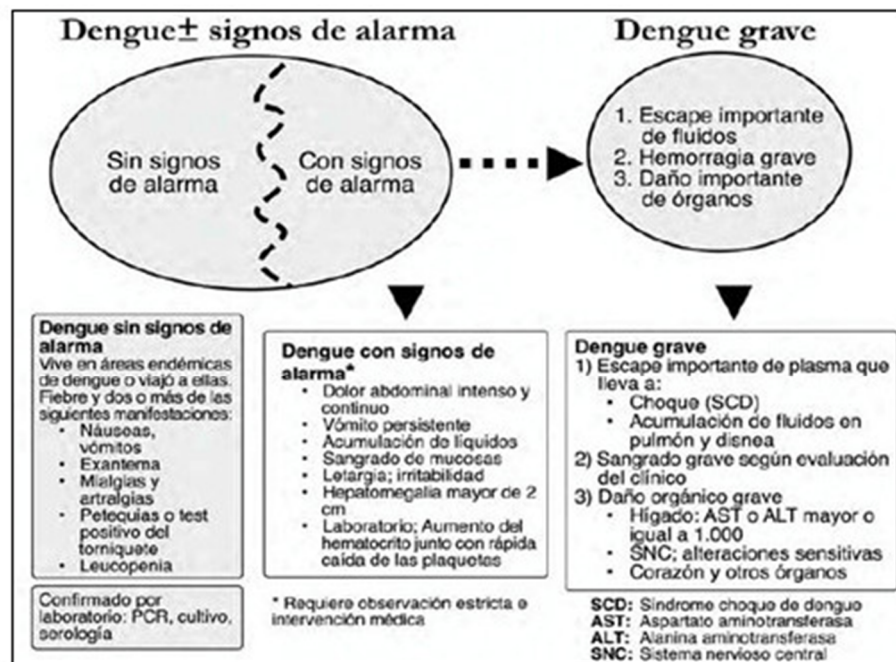 Dengue± signos de alarma
Dengue grave
Sin signos
de alarma
Con signos
de alarma
1. Escape importante
de fluidos
2. Hemorragia grave
3. Daño importante
de órganos
Dengue sin signos de
alarma
Vive en áreas endémicas
de dengue o viajó a ellas.
Fiebre y dos o más de las
siguientes manifestaciones:
• Náuseas,
vómitos
• Exantema
• Mialgias y
artralgias
• Petequias o test
positivo del
torniquete
• Leucopenia
Confirmado por
laboratorio: PCR, cultivo,
serología
Dengue con signos de
alarma*
• Dolor abdominal intenso y
continuo
• Vómito persistente
• Acumulación de líquidos
• Sangrado de mucosas
• Letargia; irritabilidad
• Hepatomegalia mayor de 2
cm
• Laboratorio; Aumento del
hematocrito junto con rápida
caída de las plaquetas
* Requiere observación estricta e
intervención médica
Dengue grave
1) Escape importante de plasma que
lleva a:
• Choque (SCD)
• Acumulación de fluidos en
pulmón y disnea
2) Sangrado grave según evaluación
del clínico
3) Daño orgánico grave
• Hígado: AST o ALT mayor o
igual a 1.000
• SNC; alteraciones sensitivas
• Corazón y otros órganos
SCD: Síndrome choque de dengue
AST: Aspartato aminotransferasa
ALT: Alanina aminotransferasa
SNC: Sistema nervioso central